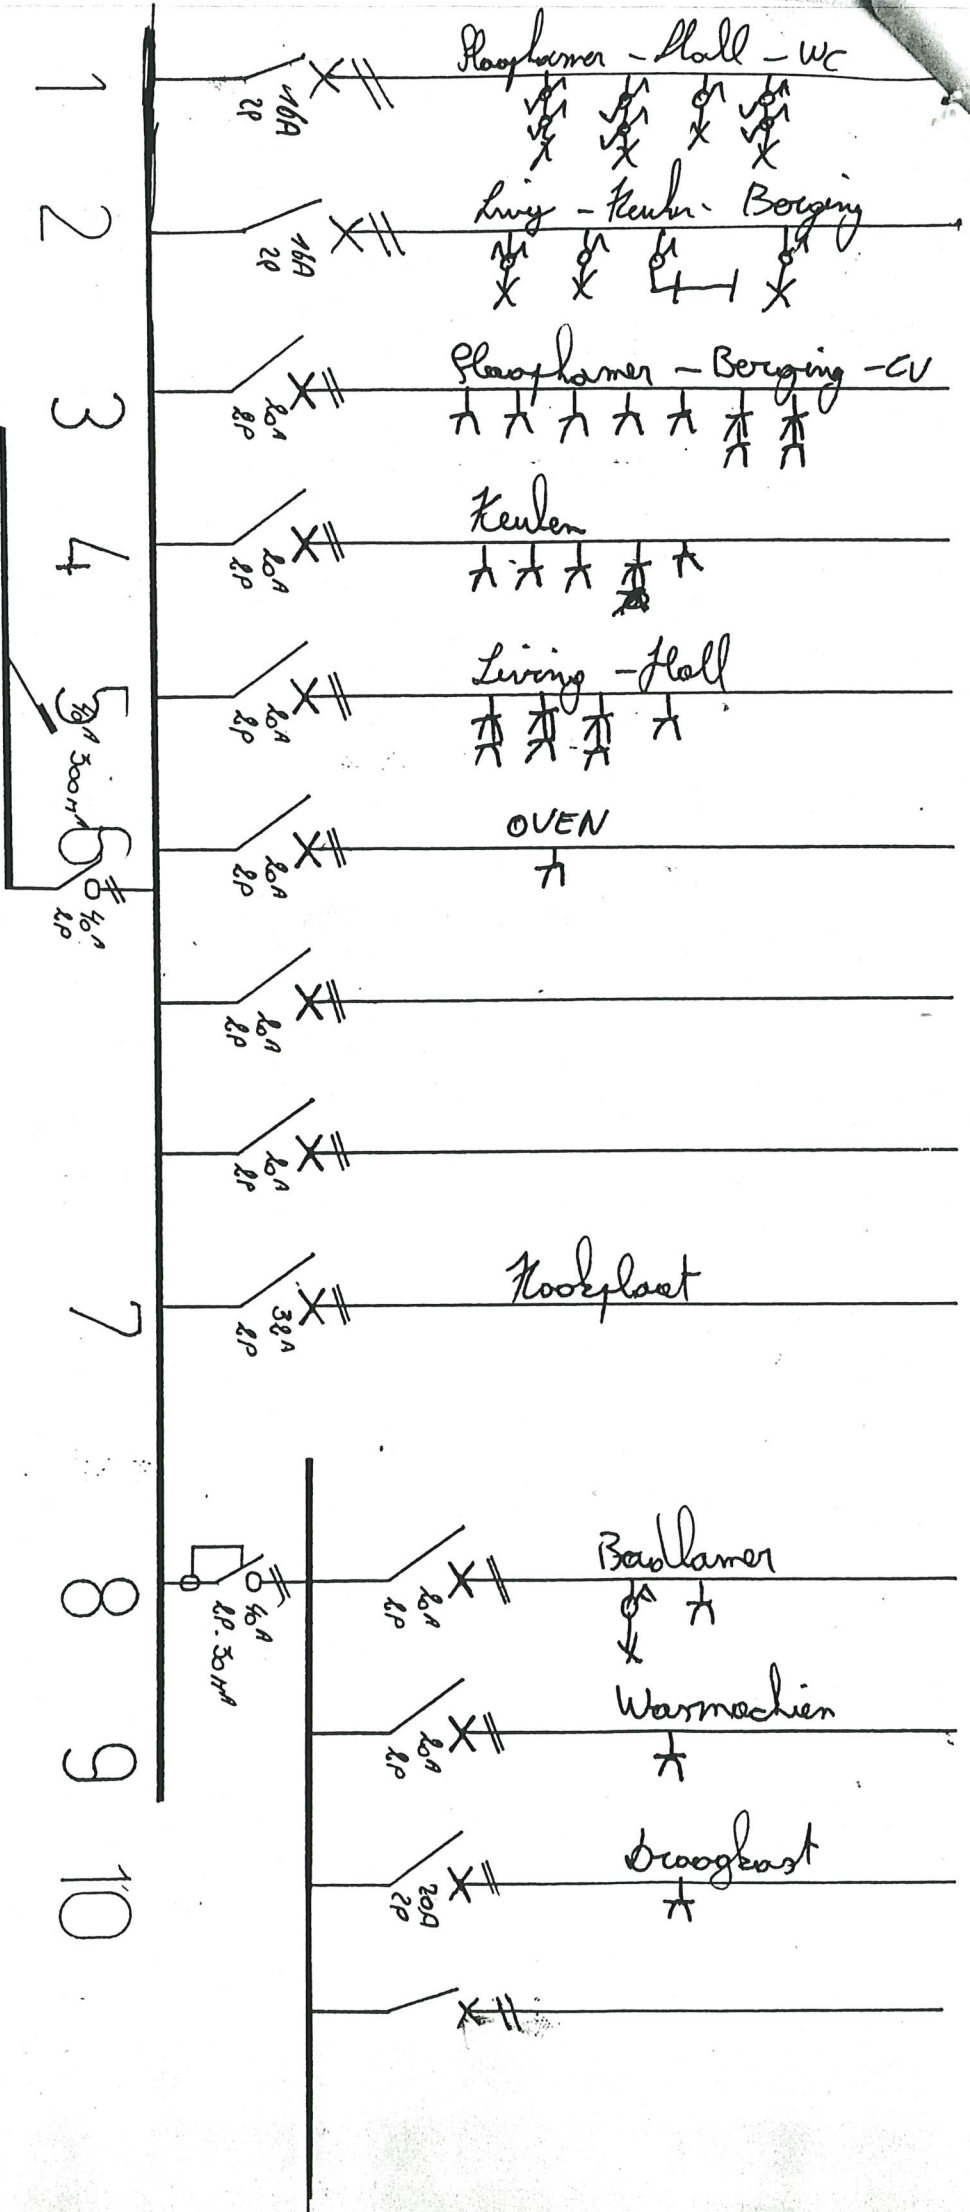 1
16A
2P
Slaapkamer - Hall - WC
2
16A
2P
Living - Keuken - Berging
3
20A
2P
Slaapkamer - Berging - CV
4
20A
2P
Keuken
5
20A
2P
Living - Hall
40A 300mA
6
20A
2P
OVEN
40A
2P
20A
2P
20A
2P
7
32A
2P
Kookplaat
8
40A
2P. 30mA
20A
2P
Badkamer
9
20A
2P
Wasmachien
10
20A
2P
Droogkast